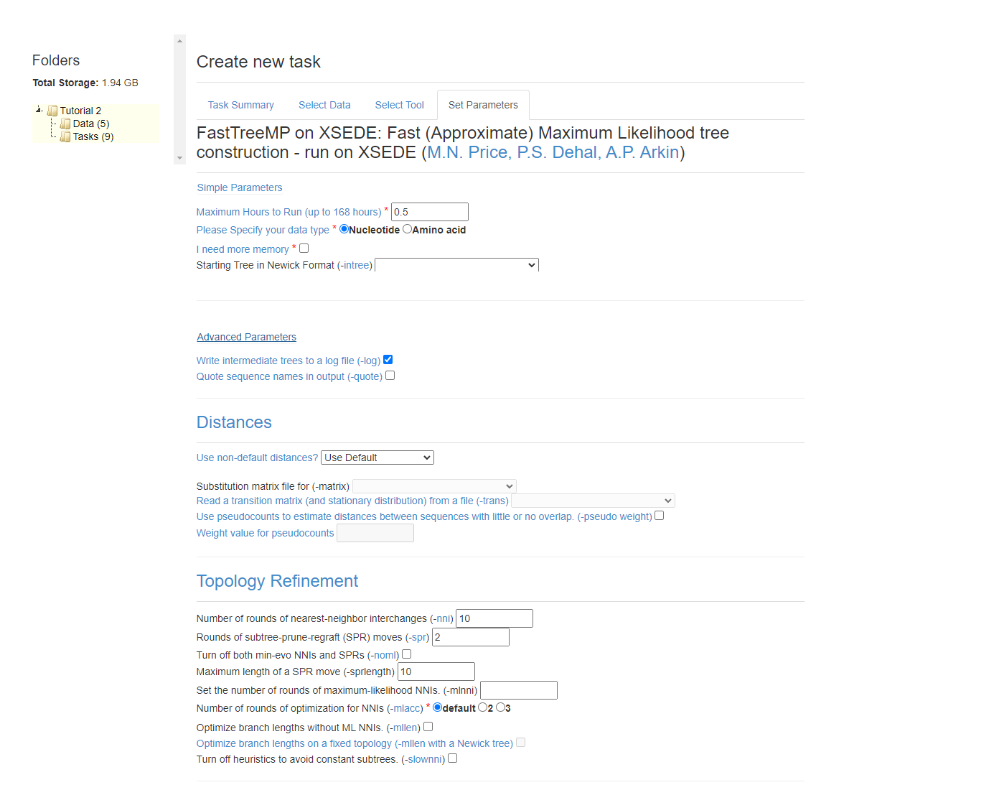 Folders
Total Storage: 1.94 GB
Tutorial 2
Data (5)
Tasks (9)
Create new task
Task Summary Select Data Select Tool Set Parameters
FastTreeMP on XSEDE: Fast (Approximate) Maximum Likelihood tree
construction - run on XSEDE (M.N. Price, P.S. Dehal, A.P. Arkin)
Simple Parameters
Maximum Hours to Run (up to 168 hours) * 0.5
Please Specify your data type * Nucleotide Amino acid
I need more memory *
Starting Tree in Newick Format (-intree)
Advanced Parameters
Write intermediate trees to a log file (-log)
Quote sequence names in output (-quote)
Distances
Use non-default distances? Use Default
Substitution matrix file for (-matrix)
Read a transition matrix (and stationary distribution) from a file (-trans)
Use pseudocounts to estimate distances between sequences with little or no overlap. (-pseudo weight)
Weight value for pseudocounts
Topology Refinement
Number of rounds of nearest-neighbor interchanges (-nni) 10
Rounds of subtree-prune-regraft (SPR) moves (-spr) 2
Turn off both min-evo NNIs and SPRs (-noml)
Maximum length of a SPR move (-sprlength) 10
Set the number of rounds of maximum-likelihood NNIs. (-mlnni)
Number of rounds of optimization for NNIs (-mlacc) * default 2 3
Optimize branch lengths without ML NNIs. (-mllen)
Optimize branch lengths on a fixed topology (-mllen with a Newick tree)
Turn off heuristics to avoid constant subtrees. (-slownni)